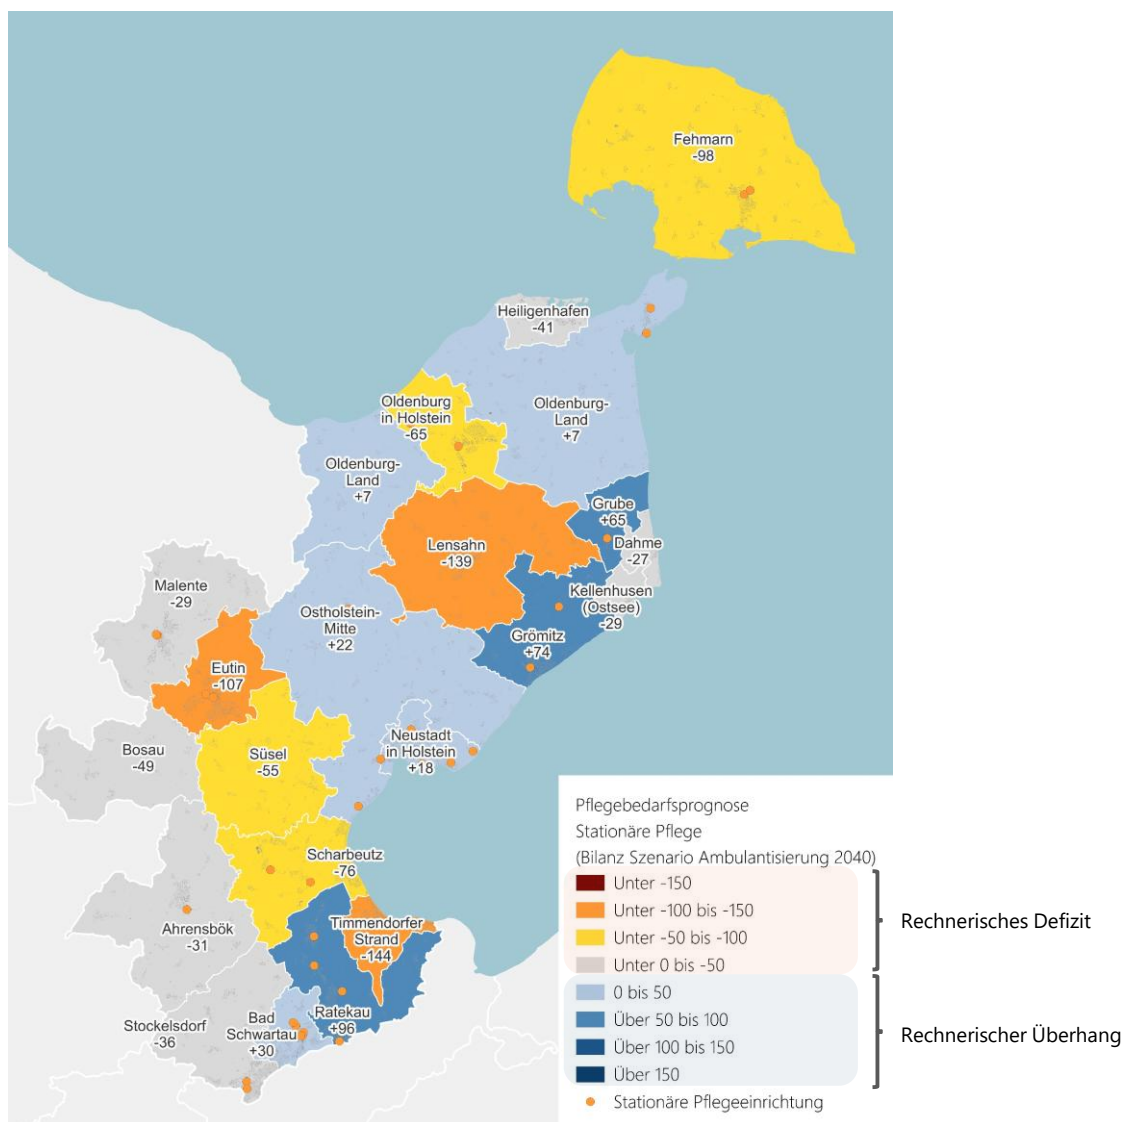 Fehmarn
-98
Heiligenhafen
-41
Oldenburg
in Holstein
-65
Oldenburg-
Land
+7
Oldenburg-
Land
+7
Grube
+65
Dahme
-27
Lensahn
-139
Kellenhusen
(Ostsee)
-29
Malente
-29
Ostholstein-
Mitte
+22
Grömitz
+74
Eutin
-107
Bosau
-49
Süsel
-55
Neustadt
in Holstein
+18
Scharbeutz
-76
Ahrensbök
-31
Timmendorfer
Strand
-144
Stockelsdorf
-36
Bad
Schwartau
+30
Ratekau
+96
Pflegebedarfsprognose
Stationäre Pflege
(Bilanz Szenario Ambulantisierung 2040)
Unter -150
Unter -100 bis -150
Unter -50 bis -100
Unter 0 bis -50
Rechnerisches Defizit
0 bis 50
Über 50 bis 100
Über 100 bis 150
Über 150
Rechnerischer Überhang
Stationäre Pflegeeinrichtung